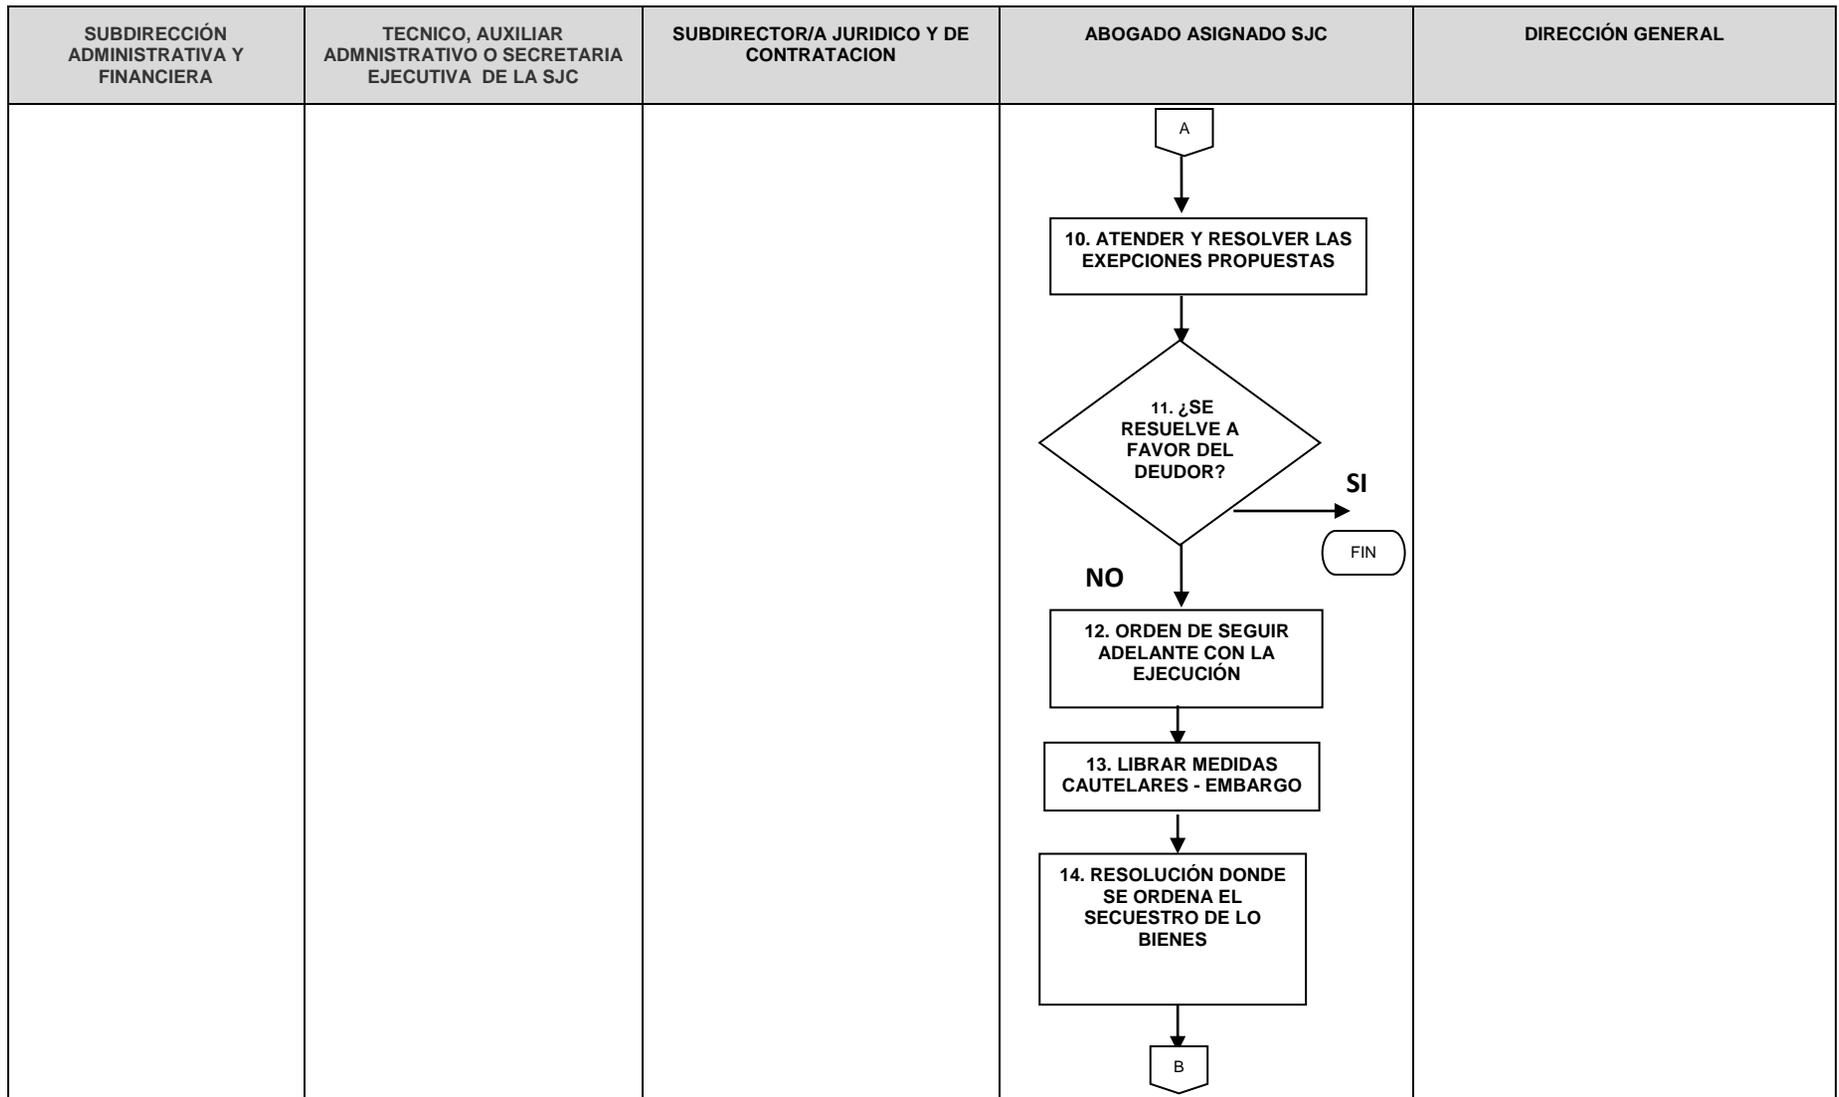 SUBDIRECCIÓN
ADMINISTRATIVA Y
FINANCIERA
TECNICO, AUXILIAR
ADMNISTRATIVO O SECRETARIA
EJECUTIVA DE LA SJC
SUBDIRECTOR/A JURIDICO Y DE
CONTRATACION
ABOGADO ASIGNADO SJC
DIRECCIÓN GENERAL
A
10. ATENDER Y RESOLVER LAS
EXEPCIONES PROPUESTAS
11. ¿SE
RESUELVE A
FAVOR DEL
DEUDOR?
SI
FIN
NO
12. ORDEN DE SEGUIR
ADELANTE CON LA
EJECUCIÓN
13. LIBRAR MEDIDAS
CAUTELARES - EMBARGO
14. RESOLUCIÓN DONDE
SE ORDENA EL
SECUESTRO DE LO
BIENES
B